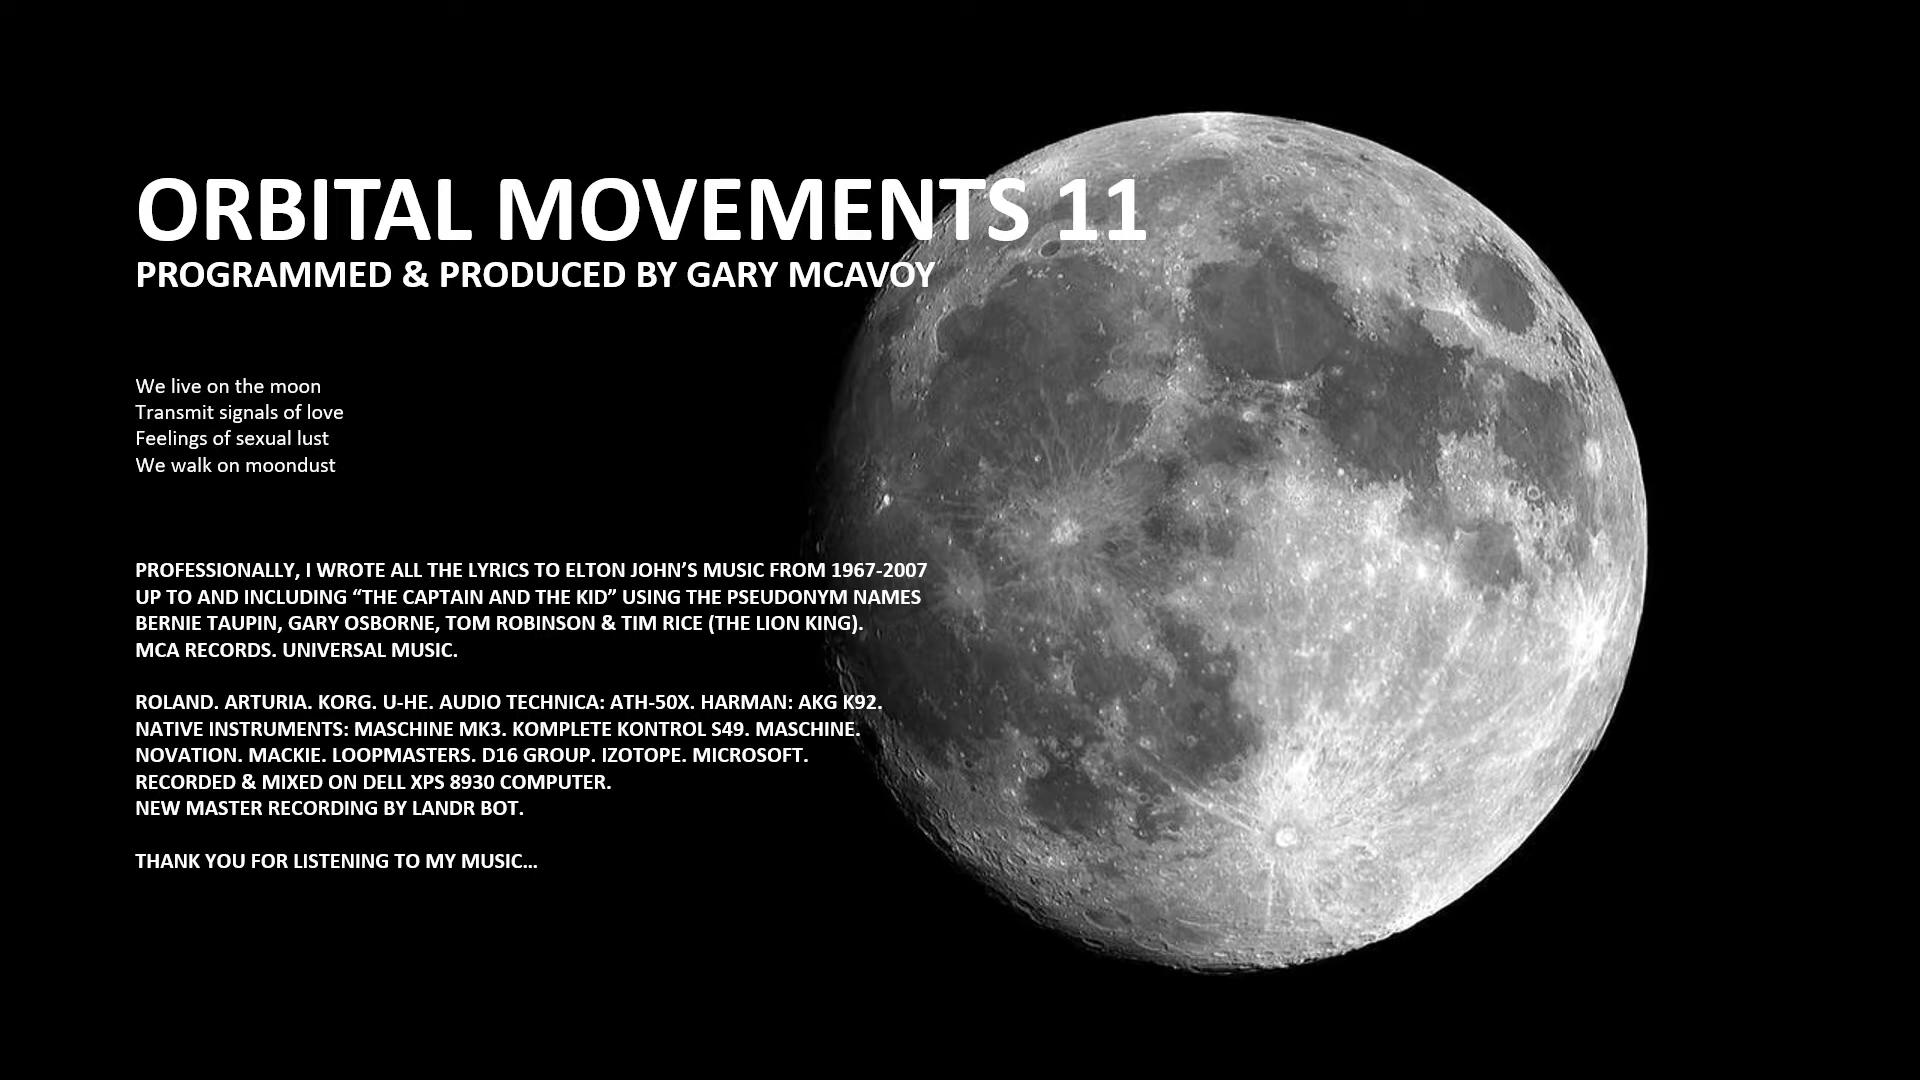 ORBITAL MOVEMENTS 11
PROGRAMMED & PRODUCED BY GARY MCAVOY
We live on the moon
Transmit signals of love
Feelings of sexual lust
We walk on moondust
PROFESSIONALLY, I WROTE ALL THE LYRICS TO ELTON JOHN’S MUSIC FROM 1967-2007
UP TO AND INCLUDING “THE CAPTAIN AND THE KID” USING THE PSEUDONYM NAMES
BERNIE TAUPIN, GARY OSBORNE, TOM ROBINSON & TIM RICE (THE LION KING).
MCA RECORDS. UNIVERSAL MUSIC.
ROLAND. ARTURIA. KORG. U-HE. AUDIO TECHNICA: ATH-50X. HARMAN: AKG K92.
NATIVE INSTRUMENTS: MASCHINE MK3. KOMPLETE KONTROL S49. MASCHINE.
NOVATION. MACKIE. LOOPMASTERS. D16 GROUP. IZOTOPE. MICROSOFT.
RECORDED & MIXED ON DELL XPS 8930 COMPUTER.
NEW MASTER RECORDING BY LANDR BOT.
THANK YOU FOR LISTENING TO MY MUSIC…